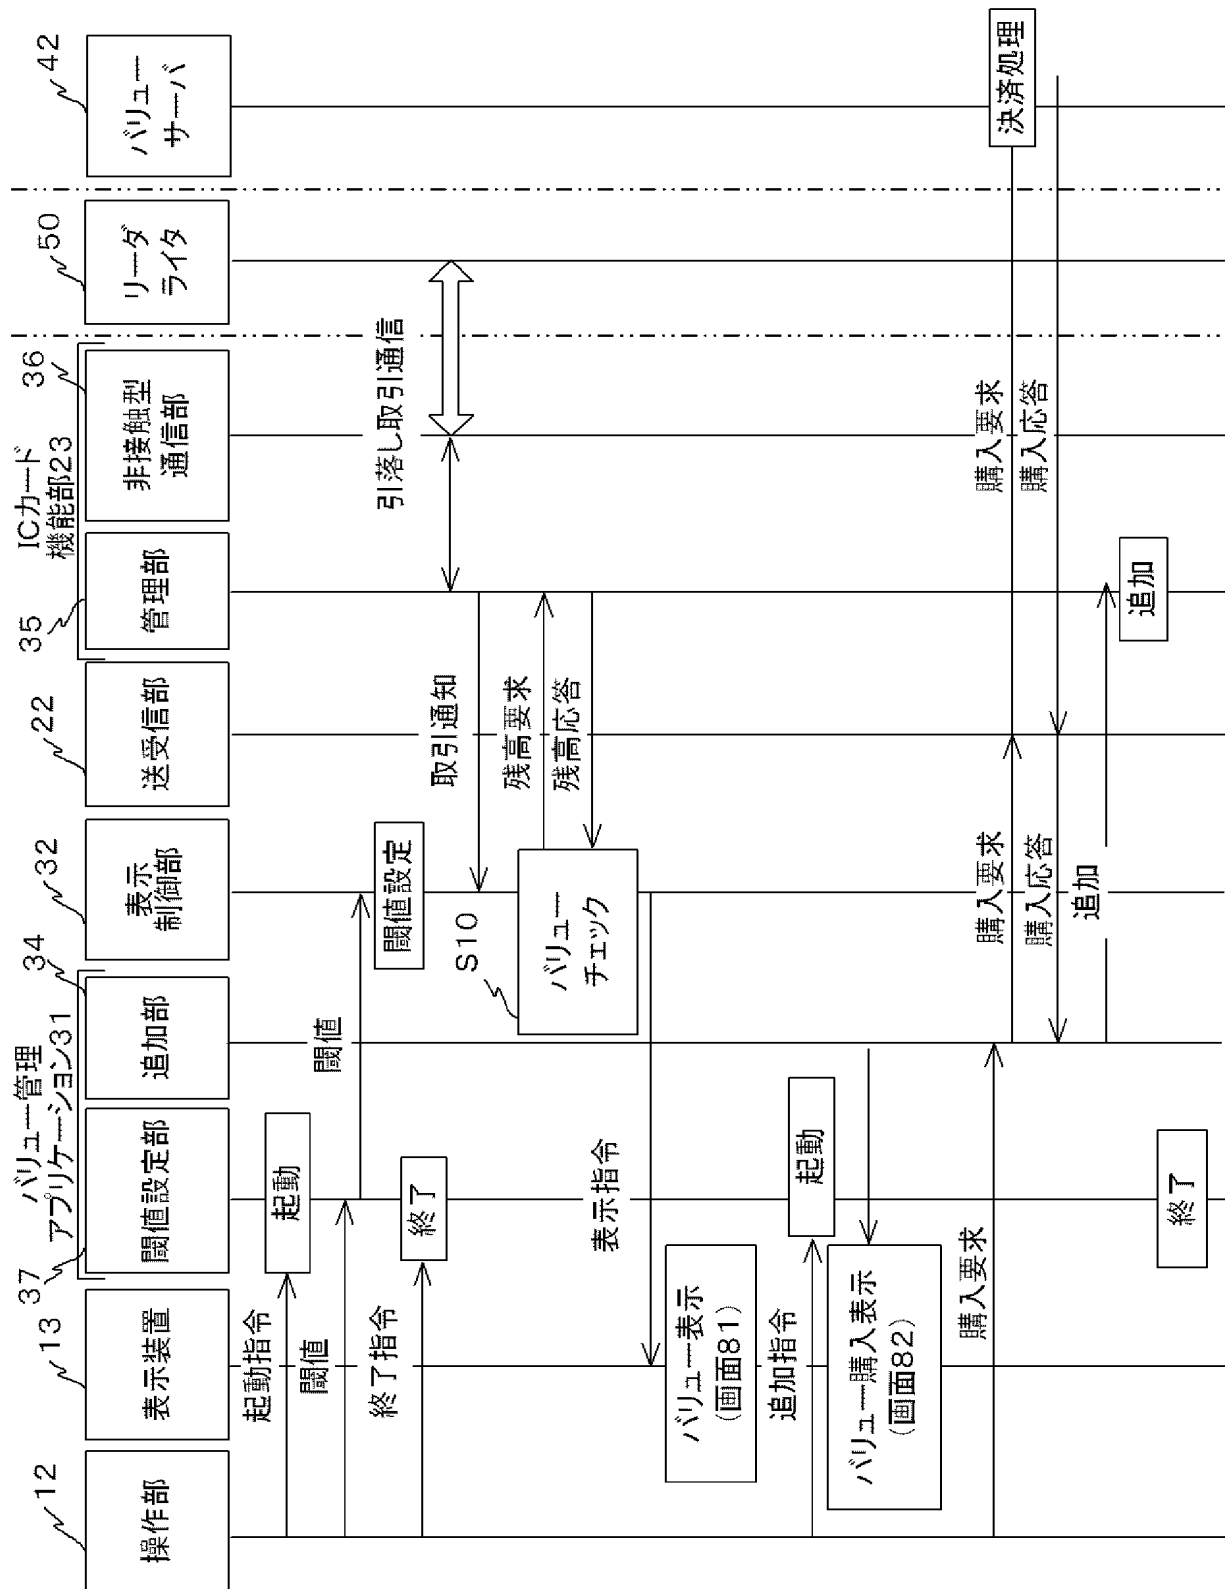 12
操作部
13
表示装置
バリュー管理
アプリケーション31
37
閾値設定部
34
追加部
32
表示
制御部
22
送受信部
ICカード
機能部23
35
管理部
36
非接触型
通信部
50
リーダ
ライタ
42
バリュー
サーバ
起動指令
起動
閾値
閾値
閾値設定
終了指令
終了
引落し取引通信
取引通知
残高要求
残高応答
S10
バリュー
チェック
表示指令
バリュー表示
(画面81)
追加指令
起動
バリュー購入表示
(画面82)
購入要求
購入要求
購入要求
決済処理
購入応答
購入応答
追加
追加
終了